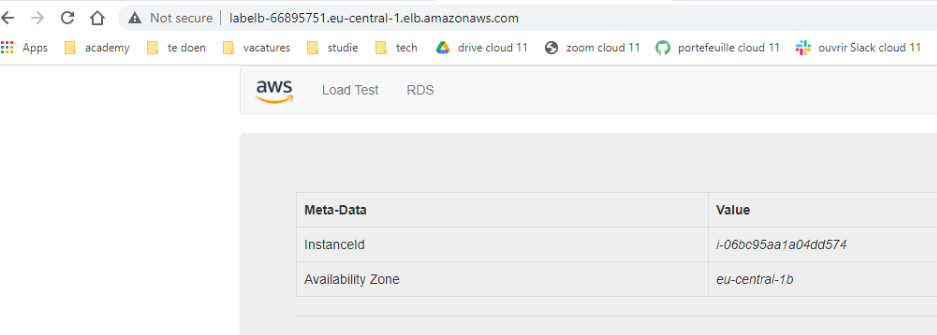 Not secure labelb-66895751.eu-central-1.elb.amazonaws.com
Apps academy te doen vacatures studie tech drive cloud 11 zoom cloud 11 portefeuille cloud 11 ouvrir Slack cloud 11
aws Load Test RDS
Meta-Data Value
InstanceId i-06bc95aa1a04dd574
Availability Zone eu-central-1b